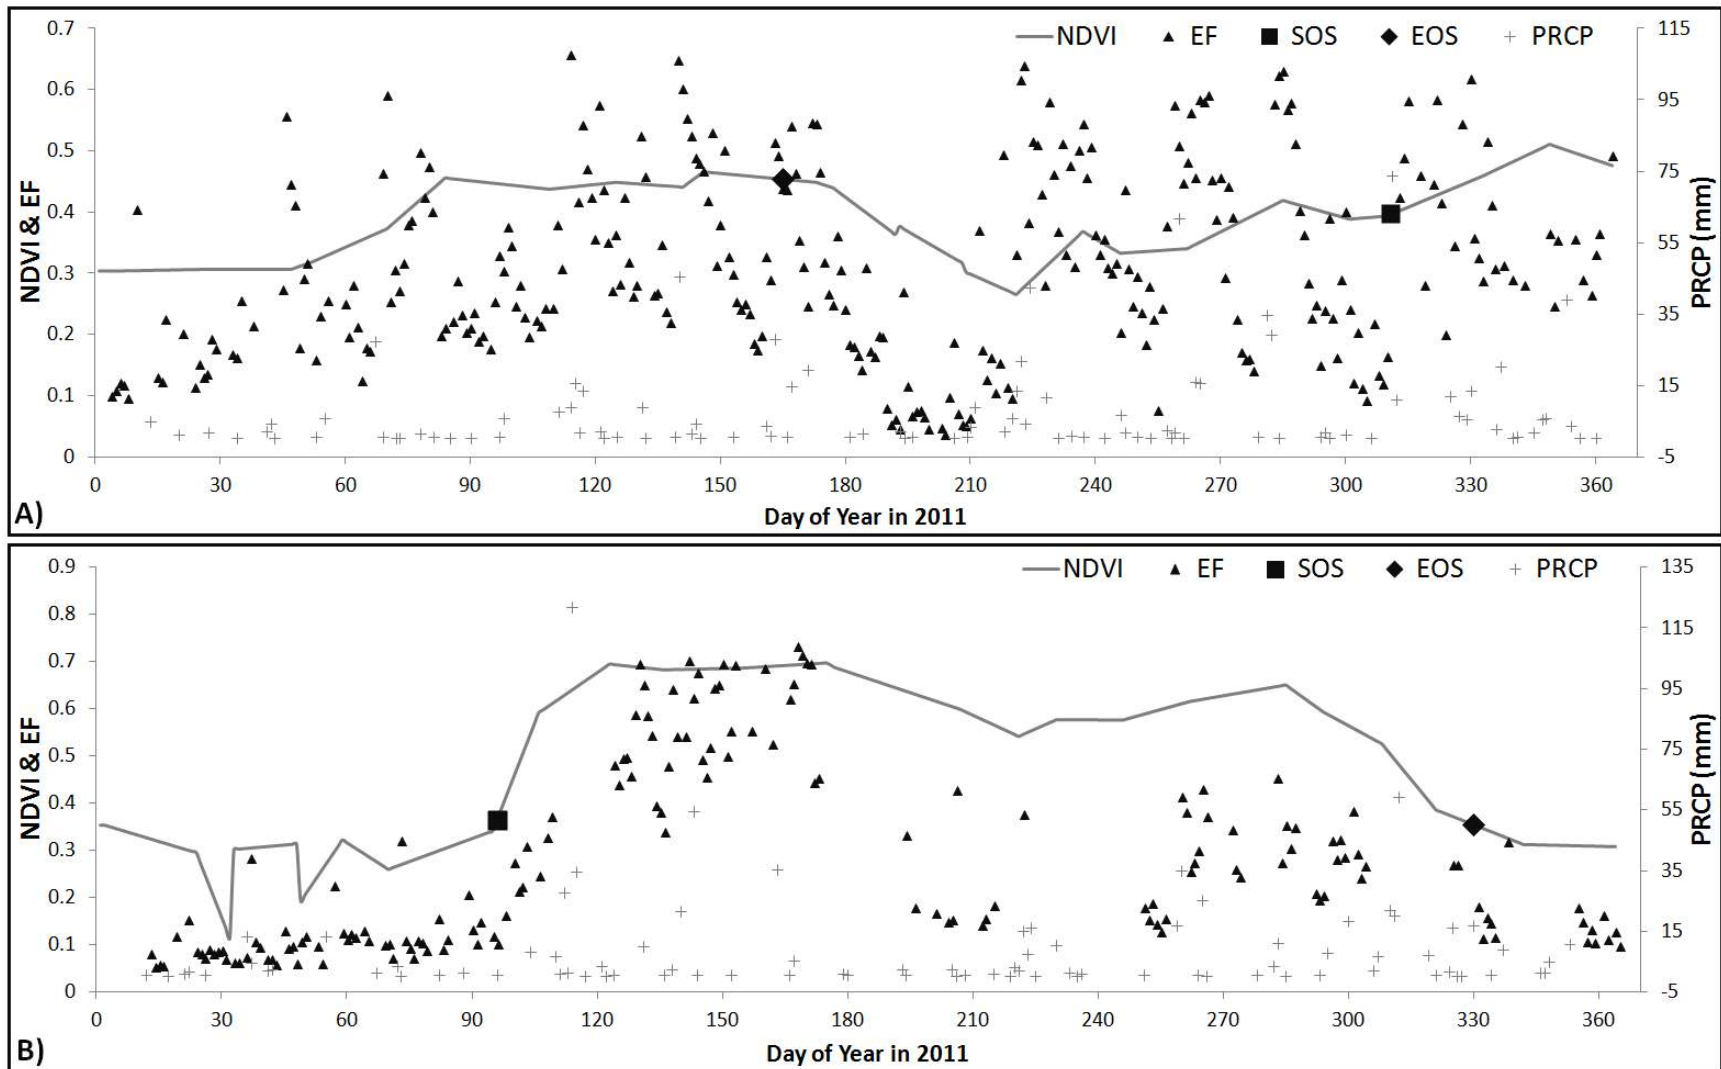 NDVI EF SOS EOS PRCP
0.7 115
0.6 95
0.5 75
0.4 55
0.3 35
0.2 15
0.1 -5
0
NDVI & EF
PRCP (mm)
0 30 60 90 120 150 180 210 240 270 300 330 360
A) Day of Year in 2011
NDVI EF SOS EOS PRCP
0.9 135
0.8 115
0.7 95
0.6 75
0.5 55
0.4 35
0.3 15
0.2 -5
0.1
0
NDVI & EF
PRCP (mm)
0 30 60 90 120 150 180 210 240 270 300 330 360
B) Day of Year in 2011